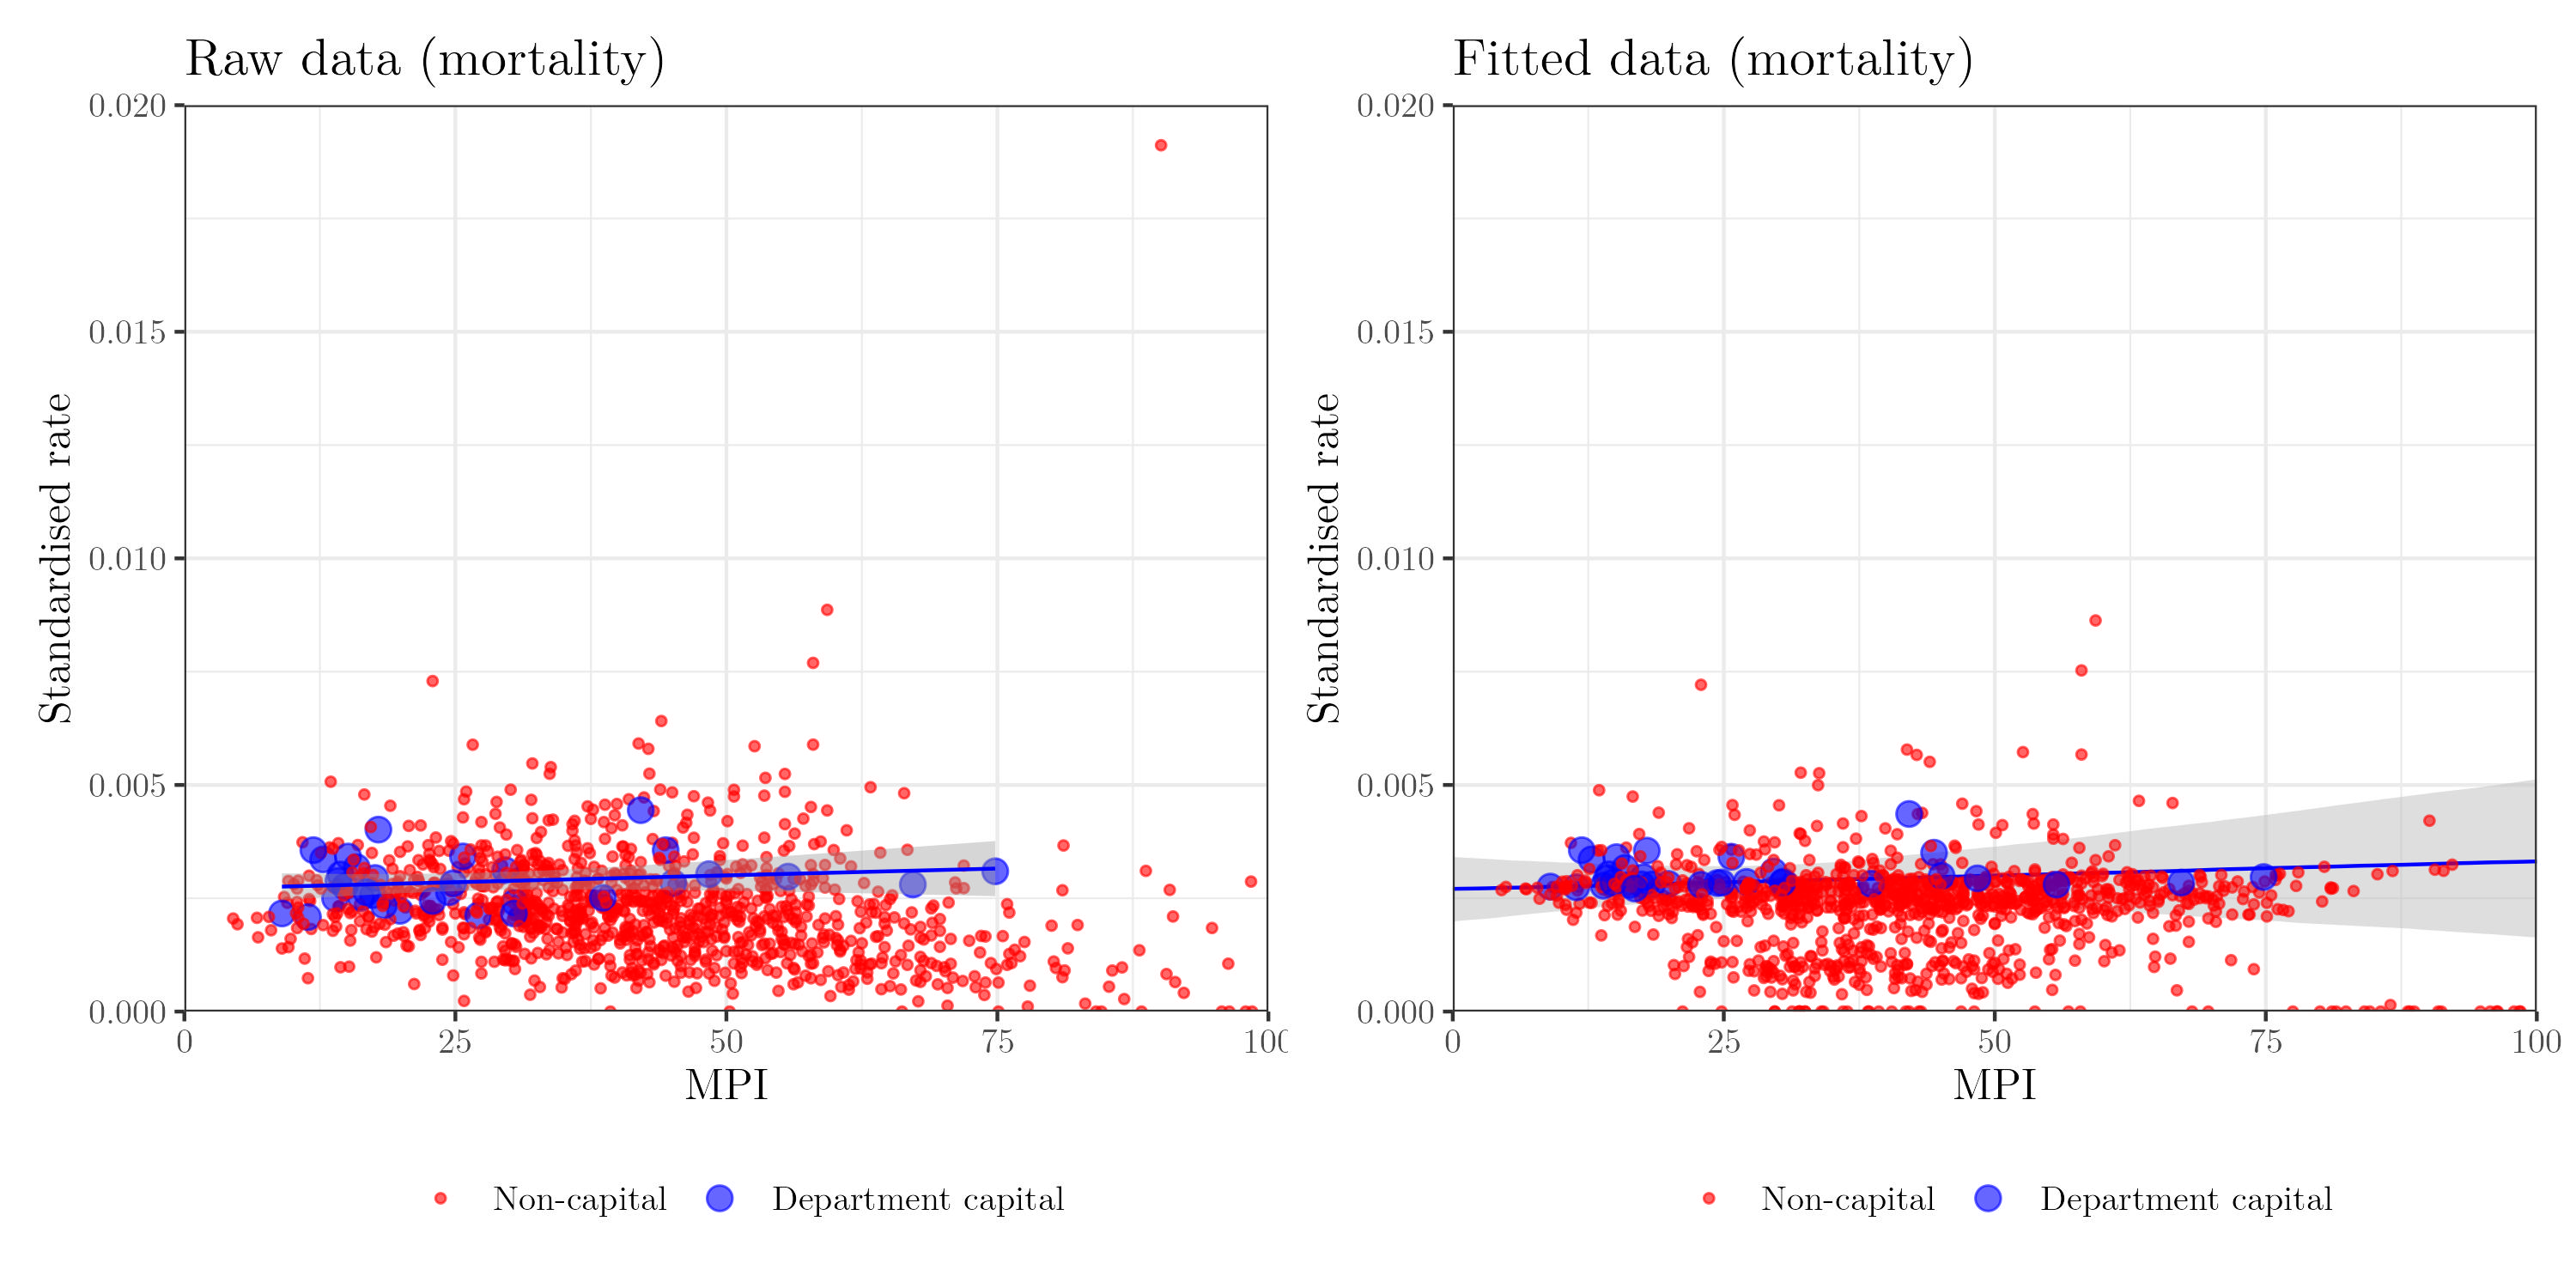 Raw data (mortality)
Standardised rate
0.020
0.015
0.010
0.005
0.000
0 25 50 75 100
MPI
Non-capital Department capital
Fitted data (mortality)
Standardised rate
0.020
0.015
0.010
0.005
0.000
0 25 50 75 100
MPI
Non-capital Department capital